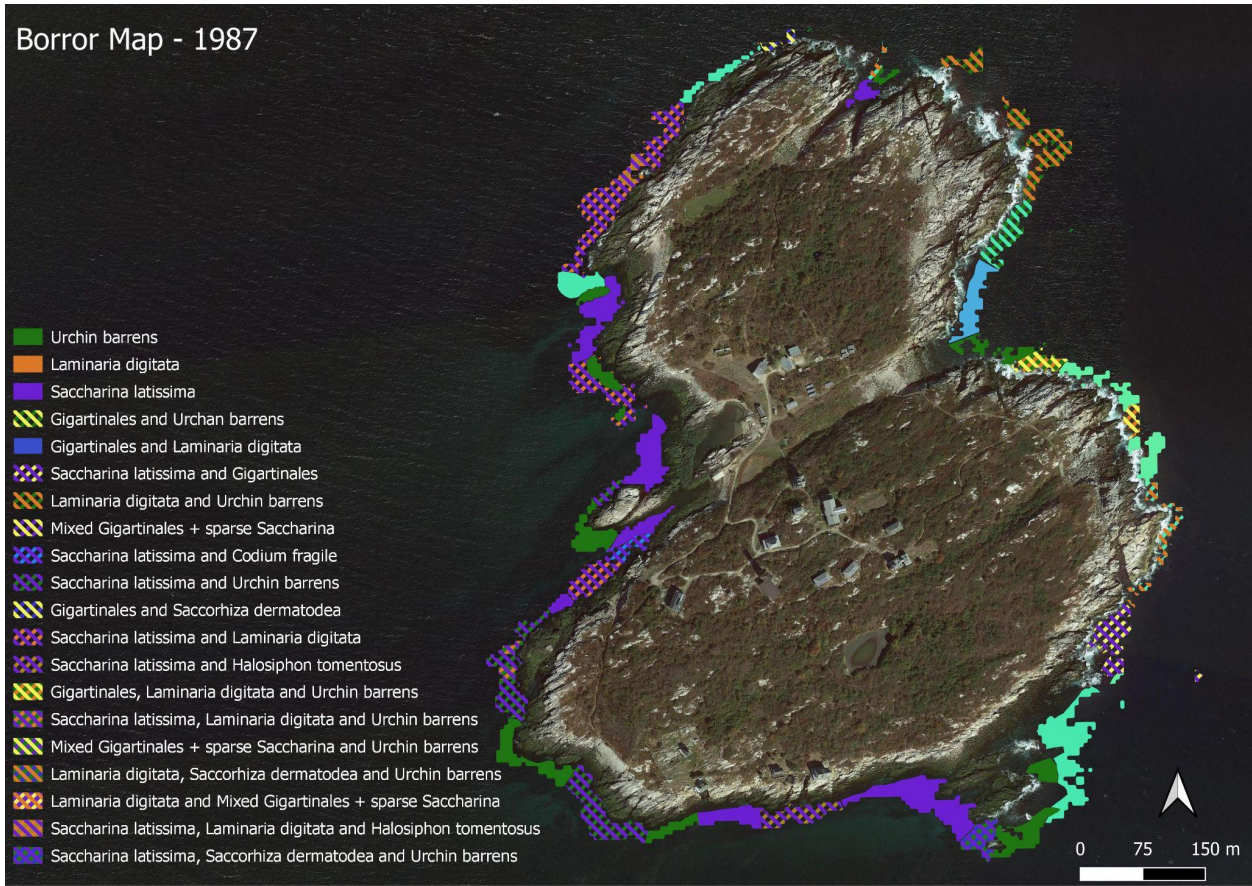 Borror Map - 1987
Urchin barrens
Laminaria digitata
Saccharina latissima
Gigartinales and Urchan barrens
Gigartinales and Laminaria digitata
Saccharina latissima and Gigartinales
Laminaria digitata and Urchin barrens
Mixed Gigartinales + sparse Saccharina
Saccharina latissima and Codium fragile
Saccharina latissima and Urchin barrens
Gigartinales and Saccorhiza dermatodea
Saccharina latissima and Laminaria digitata
Saccharina latissima and Halosiphon tomentosus
Gigartinales, Laminaria digitata and Urchin barrens
Saccharina latissima, Laminaria digitata and Urchin barrens
Mixed Gigartinales + sparse Saccharina and Urchin barrens
Laminaria digitata, Saccorhiza dermatodea and Urchin barrens
Laminaria digitata and Mixed Gigartinales + sparse Saccharina
Saccharina latissima, Laminaria digitata and Halosiphon tomentosus
Saccharina latissima, Saccorhiza dermatodea and Urchin barrens
0 75 150 m